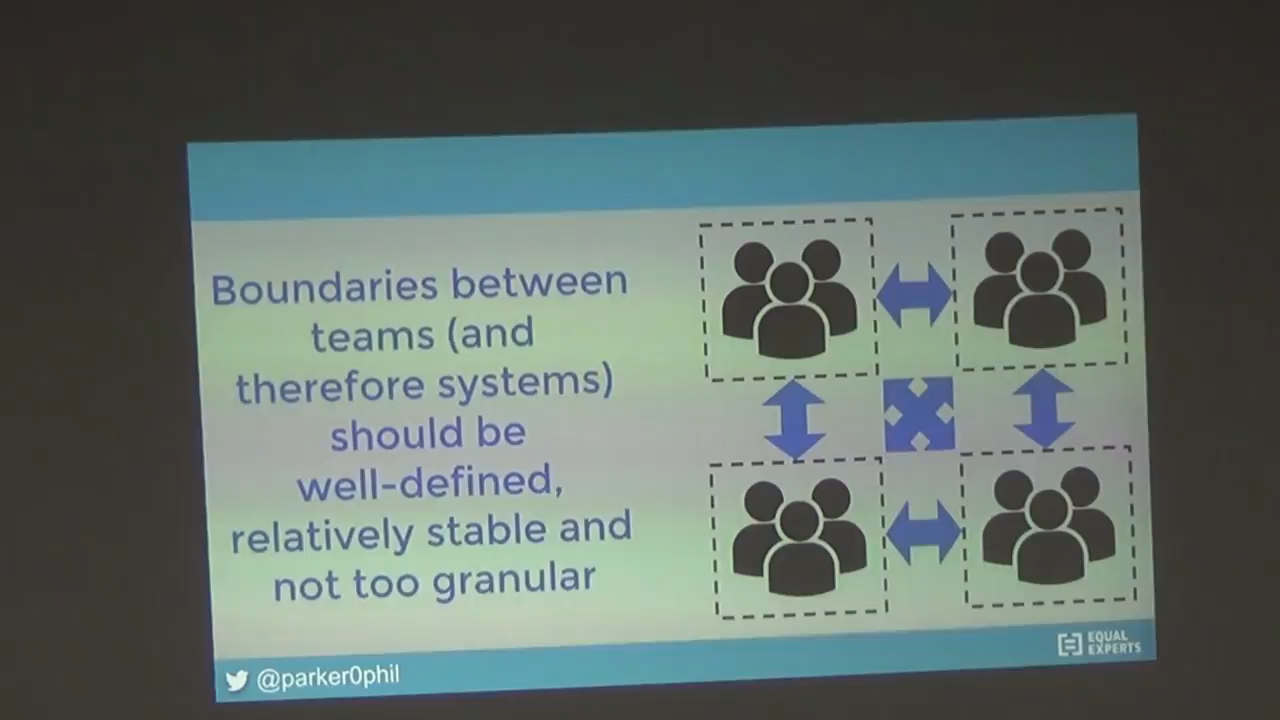 Boundaries between
teams (and
therefore systems)
should be
well-defined,
relatively stable and
not too granular
@parker0phil
EQUAL
EXPERTS